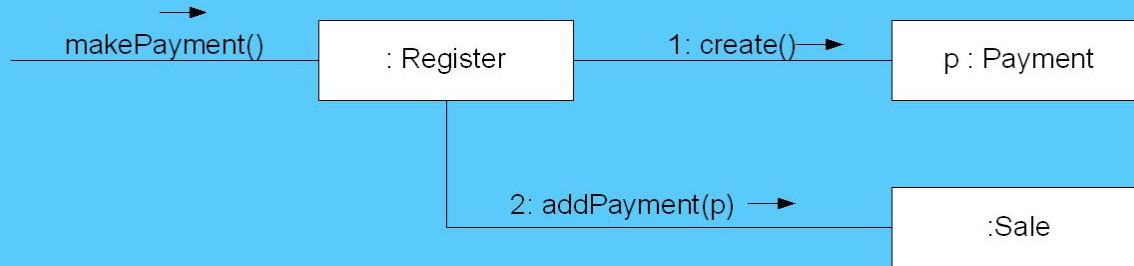 makePayment()
: Register
1: create()
p : Payment
2: addPayment(p)
:Sale